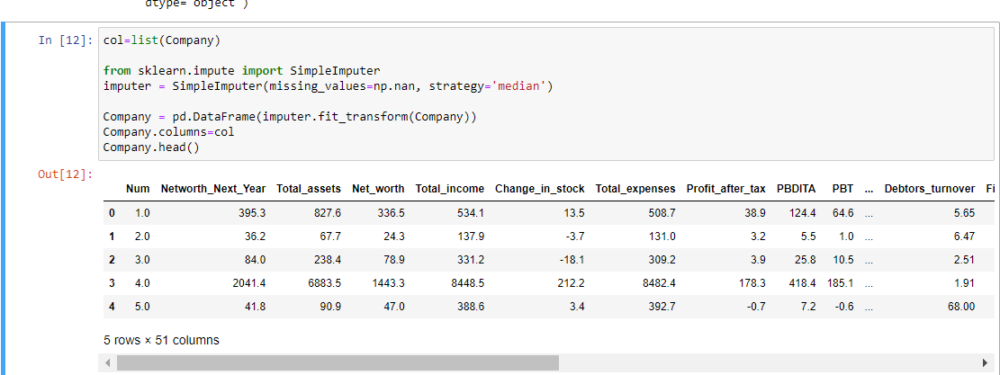 dtype='object')
In [12]: col=list(Company)
from sklearn.impute import SimpleImputer
imputer = SimpleImputer(missing_values=np.nan, strategy='median')
Company = pd.DataFrame(imputer.fit_transform(Company))
Company.columns=col
Company.head()
Out[12]:
Num Networth_Next_Year Total_assets Net_worth Total_income Change_in_stock Total_expenses Profit_after_tax PBDITA PBT ... Debtors_turnover Fi
0 1.0 395.3 827.6 336.5 534.1 13.5 508.7 38.9 124.4 64.6 ... 5.65
1 2.0 36.2 67.7 24.3 137.9 -3.7 131.0 3.2 5.5 1.0 ... 6.47
2 3.0 84.0 238.4 78.9 331.2 -18.1 309.2 3.9 25.8 10.5 ... 2.51
3 4.0 2041.4 6883.5 1443.3 8448.5 212.2 8482.4 178.3 418.4 185.1 ... 1.91
4 5.0 41.8 90.9 47.0 388.6 3.4 392.7 -0.7 7.2 -0.6 ... 68.00
5 rows × 51 columns